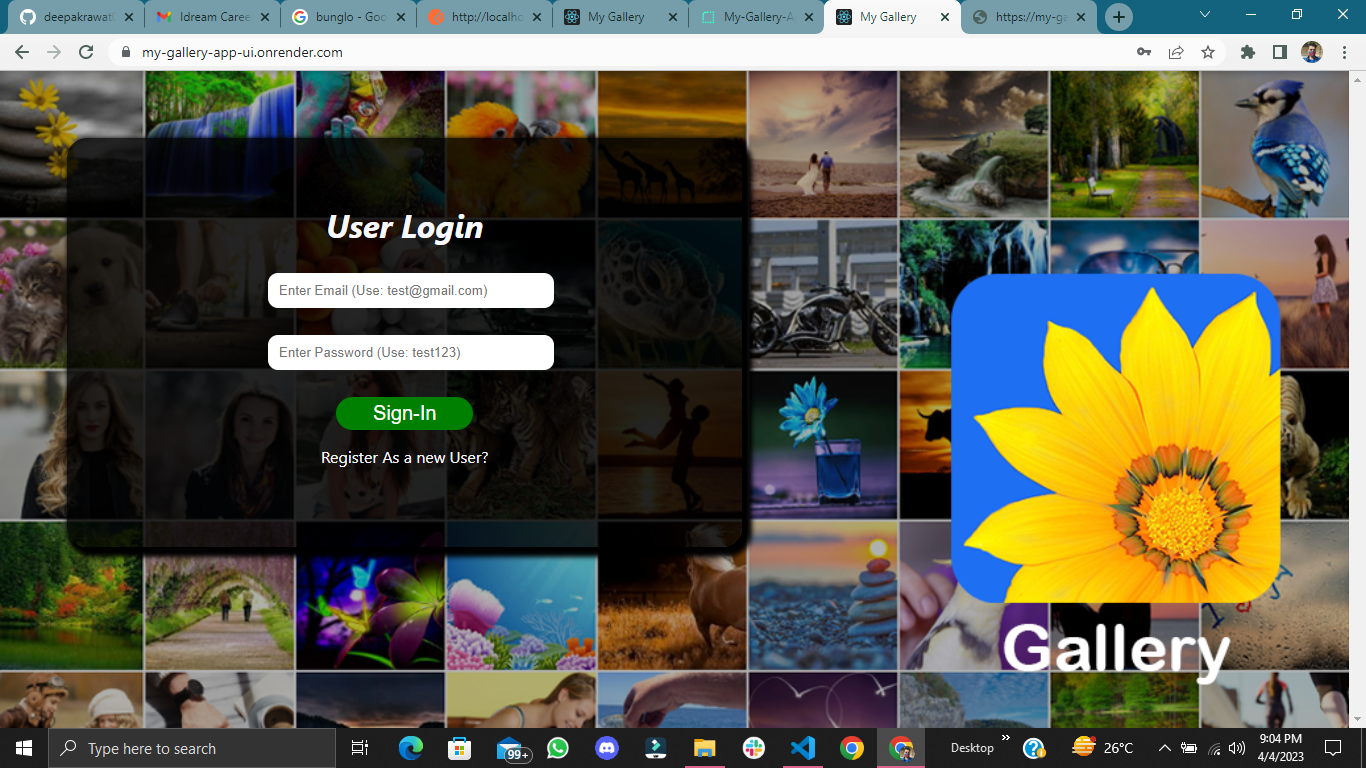 deepakrawat0
Idream Caree
bunglo - Goo
http://localho
My Gallery
My-Gallery-A
My Gallery
https://my-ga
my-gallery-app-ui.onrender.com
User Login
Enter Email (Use: test@gmail.com)
Enter Password (Use: test123)
Sign-In
Register As a new User?
Gallery
Type here to search
99+
Desktop
26°C
9:04 PM
4/4/2023